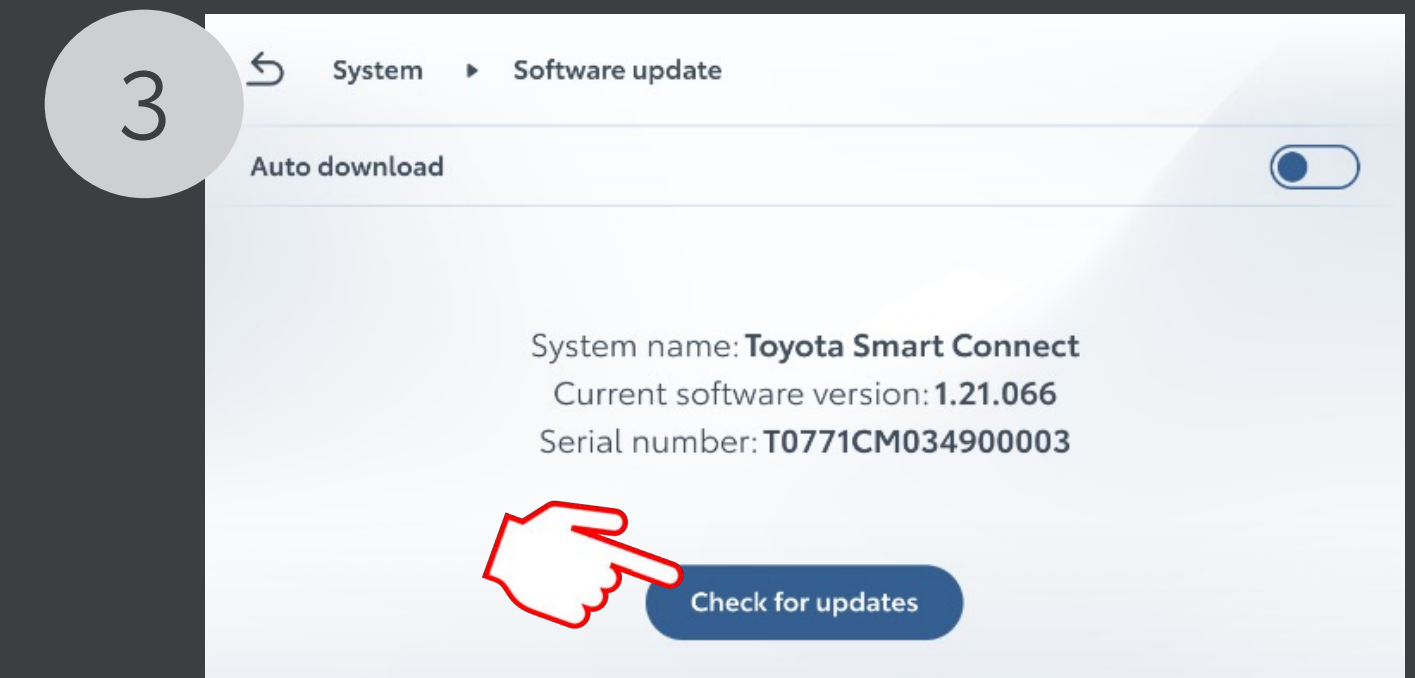 3
System ▸ Software update
Auto download
System name: Toyota Smart Connect
Current software version: 1.21.066
Serial number: T0771CM034900003
Check for updates